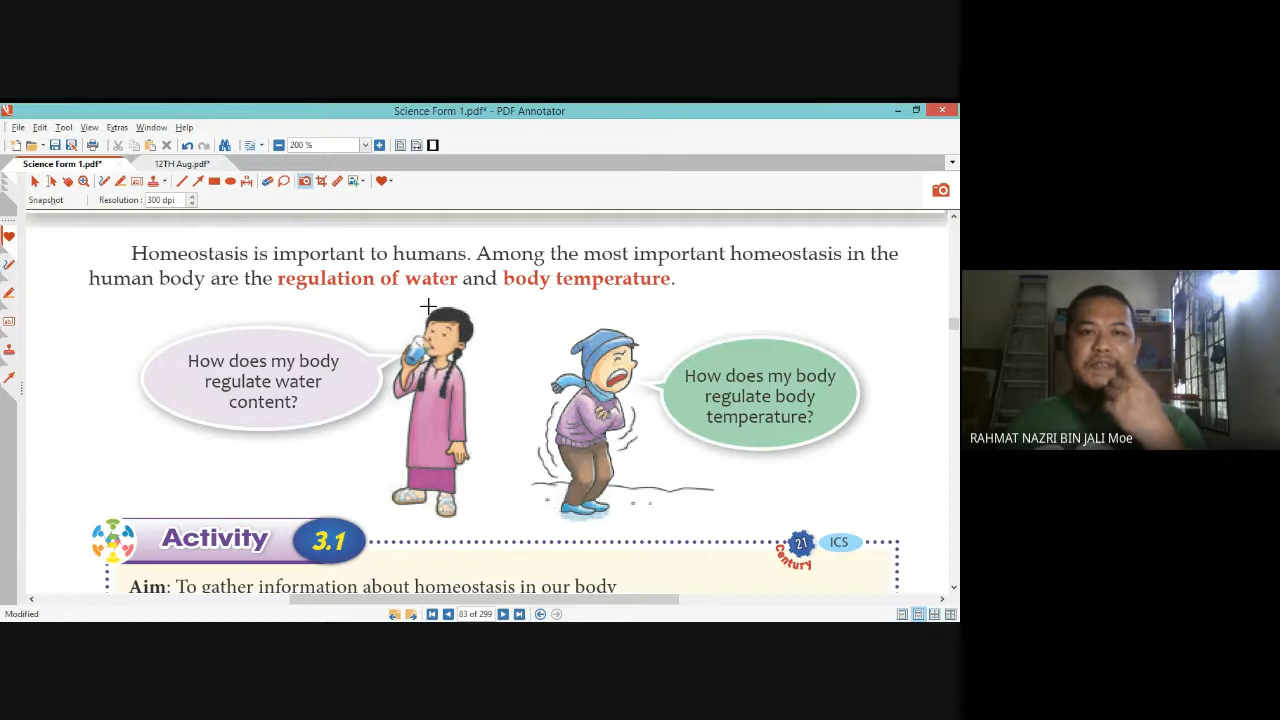 Science Form 1.pdf* - PDF Annotator
File Edit Tool View Extras Window Help
200 %
Science Form 1.pdf* 12TH Aug.pdf*
Snapshot Resolution: 300 dpi
Homeostasis is important to humans. Among the most important homeostasis in the
human body are the regulation of water and body temperature.
How does my body
regulate water
content?
How does my body
regulate body
temperature?
RAHMAT NAZRI BIN JALI Moe
Activity 3.1
21 Century
ICS
Aim: To gather information about homeostasis in our body
Modified
83 of 299